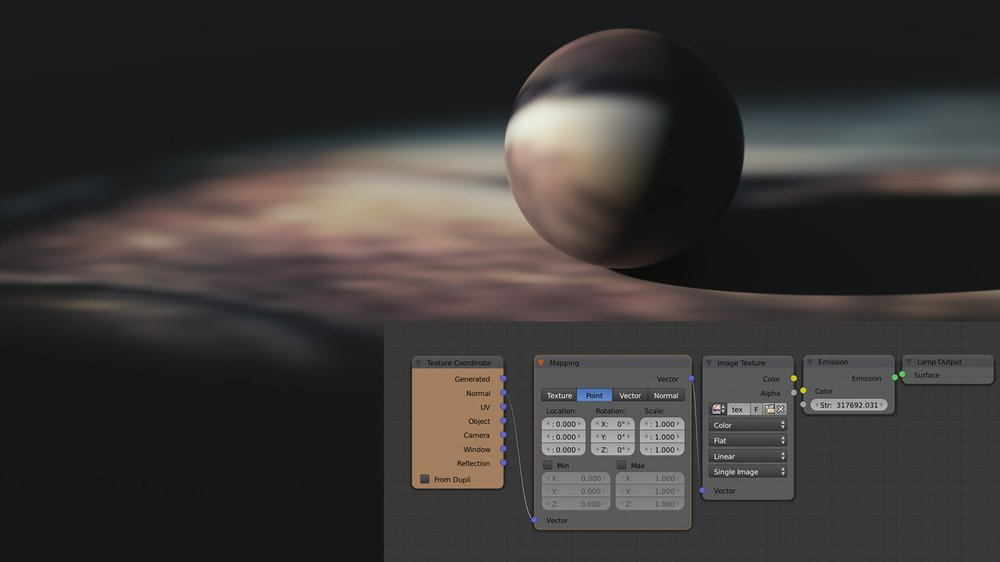 Texture Coordinate
Generated
Normal
UV
Object
Camera
Window
Reflection
From Dupli
Mapping
Vector
Texture Point Vector Normal
Location: Rotation: Scale:
: 0.000 X: 0° : 1.000
: 0.000 Y: 0° : 1.000
: 0.000 Z: 0° : 1.000
Min Max
X: 0.000 X: 1.000
Y: 0.000 Y: 1.000
Z: 0.000 Z: 1.000
Vector
Image Texture
Color
Alpha
tex F
Color
Flat
Linear
Single Image
Vector
Emission
Emission
Color
Str: 317692.031
Lamp Output
Surface